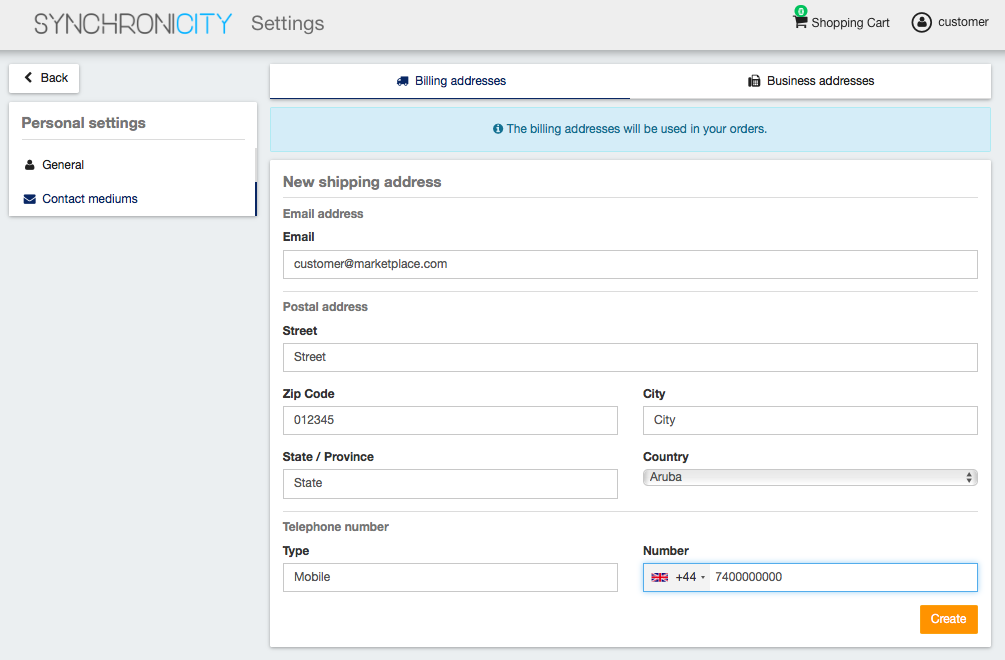 SYNCHRONICITY Settings
0
Shopping Cart
customer
Back
Personal settings
General
Contact mediums
Billing addresses
Business addresses
The billing addresses will be used in your orders.
New shipping address
Email address
Email
customer@marketplace.com
Postal address
Street
Street
Zip Code
City
012345
City
State / Province
Country
State
Aruba
Telephone number
Type
Number
Mobile
+44 7400000000
Create